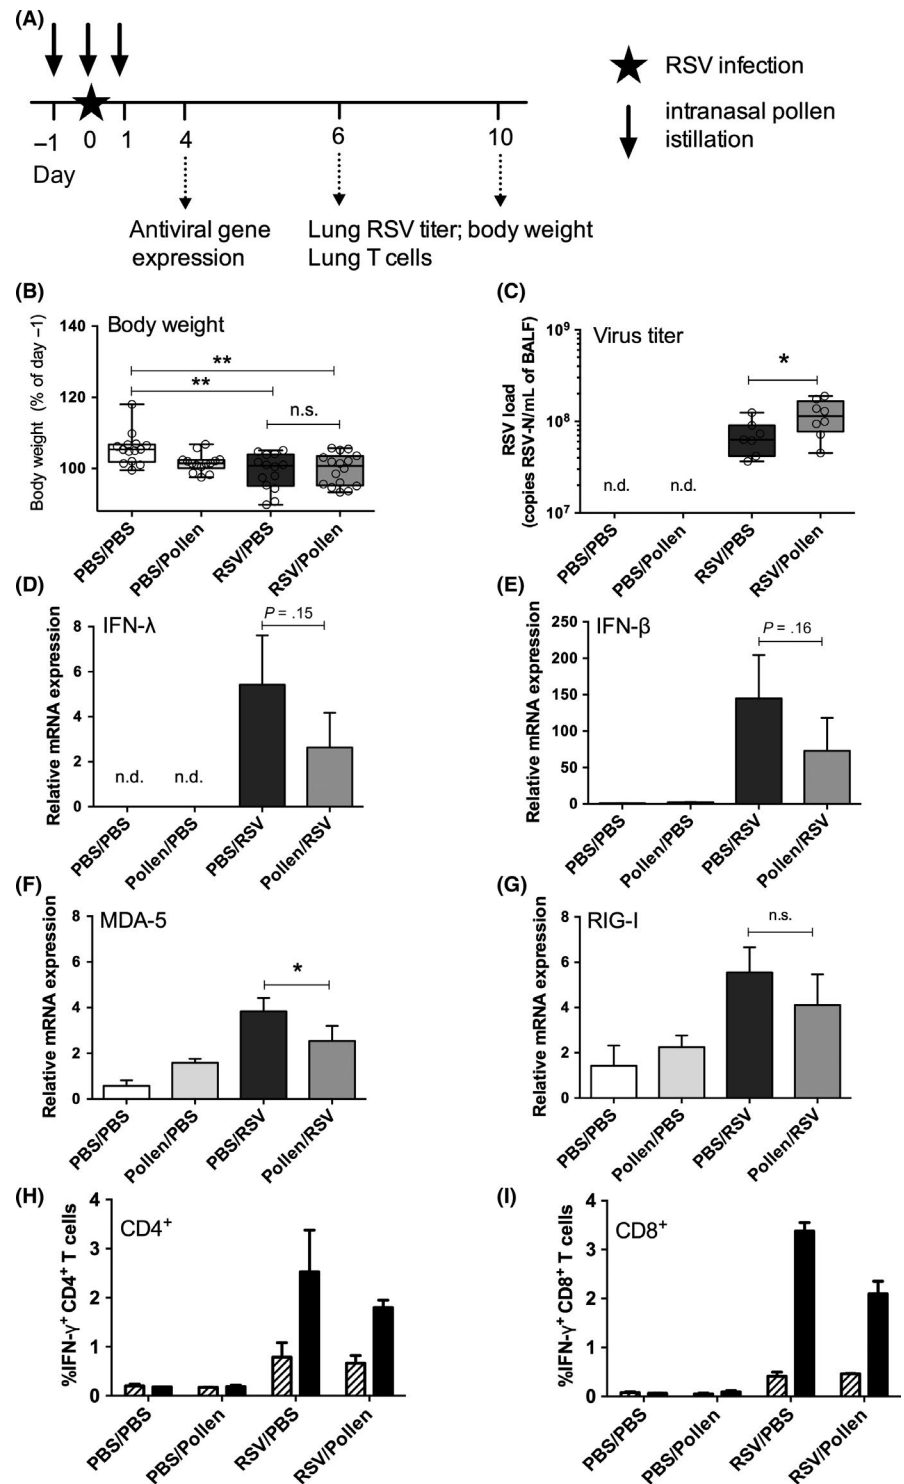 (A)
RSV infection
intranasal pollen
istillation
–1 0 1 4 6 10
Day
Antiviral gene
expression
Lung RSV titer; body weight
Lung T cells
(B)
Body weight
Body weight (% of day –1)
140
120
100
**
**
n.s.
PBS/PBS
PBS/Pollen
RSV/PBS
RSV/Pollen
(C)
Virus titer
RSV load
(copies RSV-N/mL of BALF)
10⁹
10⁸
10⁷
*
n.d.
n.d.
PBS/PBS
PBS/Pollen
RSV/PBS
RSV/Pollen
(D)
IFN-λ
Relative mRNA expression
8
6
4
2
0
P = .15
n.d.
n.d.
PBS/PBS
Pollen/PBS
PBS/RSV
Pollen/RSV
(E)
IFN-β
Relative mRNA expression
250
200
150
100
50
0
P = .16
PBS/PBS
Pollen/PBS
PBS/RSV
Pollen/RSV
(F)
MDA-5
Relative mRNA expression
8
6
4
2
0
*
PBS/PBS
Pollen/PBS
PBS/RSV
Pollen/RSV
(G)
RIG-I
Relative mRNA expression
8
6
4
2
0
n.s.
PBS/PBS
Pollen/PBS
PBS/RSV
Pollen/RSV
(H)
CD4⁺
%IFN-γ⁺ CD4⁺ T cells
4
3
2
1
0
PBS/PBS
PBS/Pollen
RSV/PBS
RSV/Pollen
(I)
CD8⁺
%IFN-γ⁺ CD8⁺ T cells
4
3
2
1
0
PBS/PBS
PBS/Pollen
RSV/PBS
RSV/Pollen